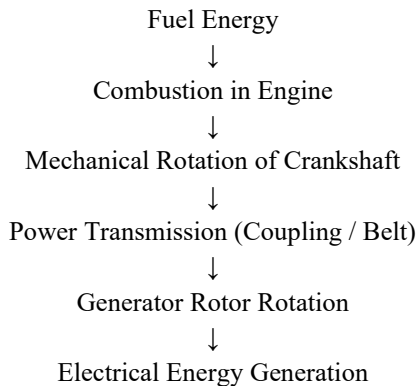 Fuel Energy
↓
Combustion in Engine
↓
Mechanical Rotation of Crankshaft
↓
Power Transmission (Coupling / Belt)
↓
Generator Rotor Rotation
↓
Electrical Energy Generation